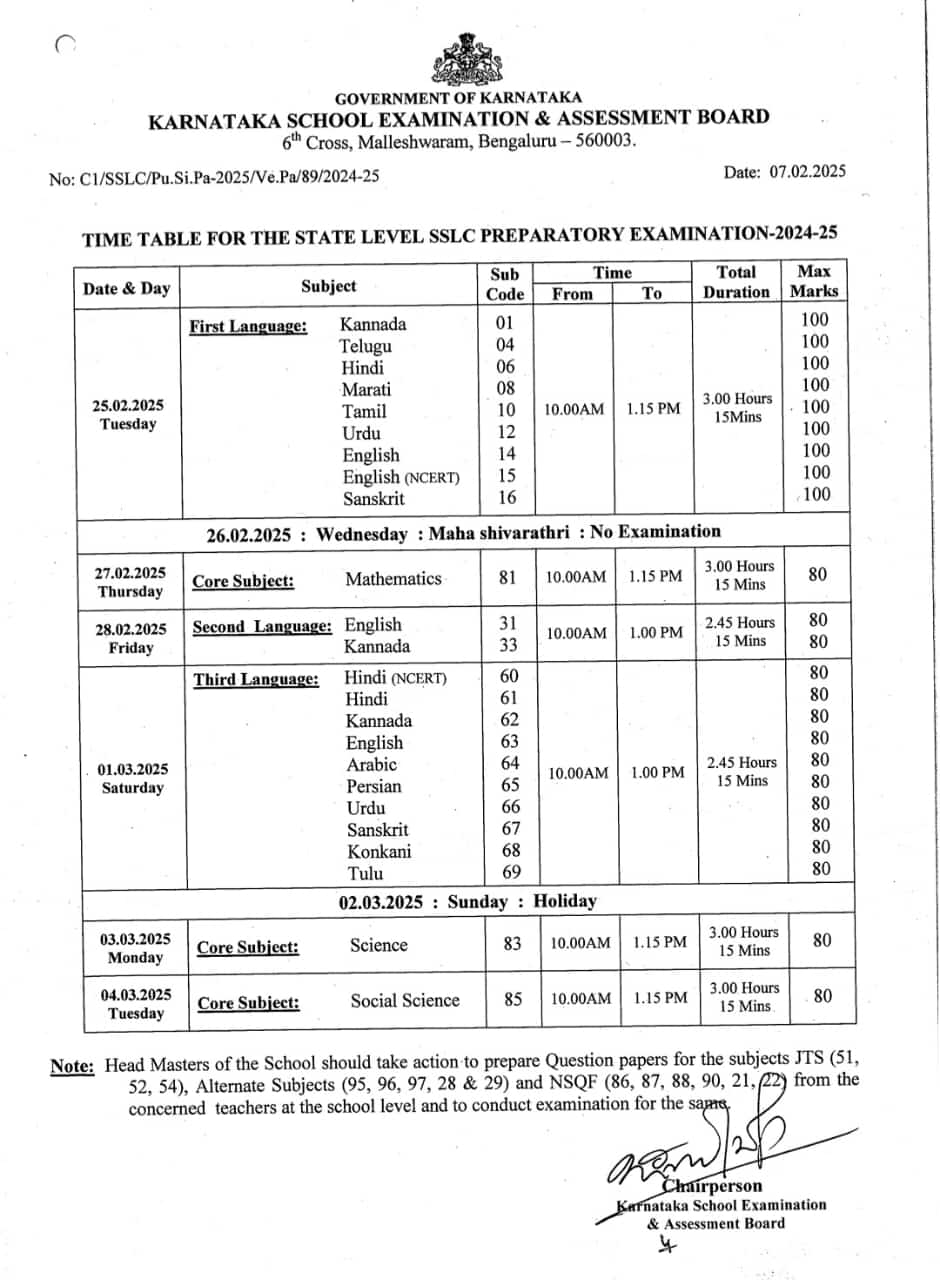 GOVERNMENT OF KARNATAKA
KARNATAKA SCHOOL EXAMINATION & ASSESSMENT BOARD
6th Cross, Malleshwaram, Bengaluru – 560003.
No: C1/SSLC/Pu.Si.Pa-2025/Ve.Pa/89/2024-25 Date: 07.02.2025
TIME TABLE FOR THE STATE LEVEL SSLC PREPARATORY EXAMINATION-2024-25
Date & Day Subject Sub Code Time From To Total Duration Max Marks
25.02.2025 Tuesday
First Language: Kannada 01 100
Telugu 04 100
Hindi 06 100
Marati 08 100
Tamil 10 10.00AM 1.15 PM 3.00 Hours 15Mins 100
Urdu 12 100
English 14 100
English (NCERT) 15 100
Sanskrit 16 100
26.02.2025 : Wednesday : Maha shivarathri : No Examination
27.02.2025 Thursday Core Subject: Mathematics 81 10.00AM 1.15 PM 3.00 Hours 15 Mins 80
28.02.2025 Friday Second Language: English 31 10.00AM 1.00 PM 2.45 Hours 15 Mins 80
Kannada 33 80
01.03.2025 Saturday
Third Language: Hindi (NCERT) 60 80
Hindi 61 80
Kannada 62 80
English 63 80
Arabic 64 10.00AM 1.00 PM 2.45 Hours 15 Mins 80
Persian 65 80
Urdu 66 80
Sanskrit 67 80
Konkani 68 80
Tulu 69 80
02.03.2025 : Sunday : Holiday
03.03.2025 Monday Core Subject: Science 83 10.00AM 1.15 PM 3.00 Hours 15 Mins 80
04.03.2025 Tuesday Core Subject: Social Science 85 10.00AM 1.15 PM 3.00 Hours 15 Mins 80
Note: Head Masters of the School should take action to prepare Question papers for the subjects JTS (51,
52, 54), Alternate Subjects (95, 96, 97, 28 & 29) and NSQF (86, 87, 88, 90, 21, 22) from the
concerned teachers at the school level and to conduct examination for the same.
Chairperson
Karnataka School Examination
& Assessment Board